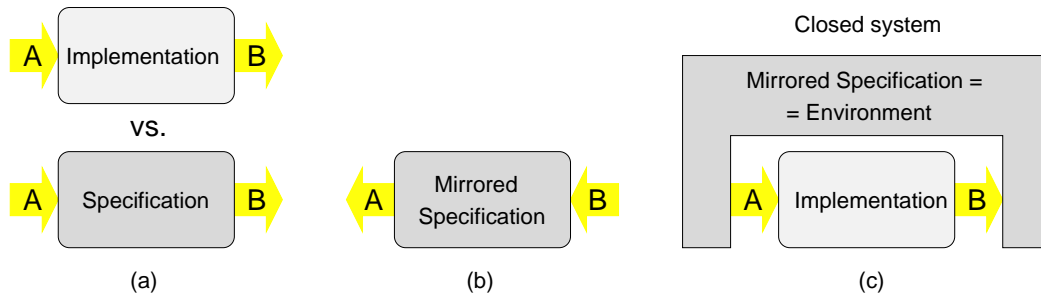 A
Implementation
B
vs.
A
Specification
B
(a)
A
Mirrored
Specification
B
(b)
Closed system
Mirrored Specification =
= Environment
A
Implementation
B
(c)